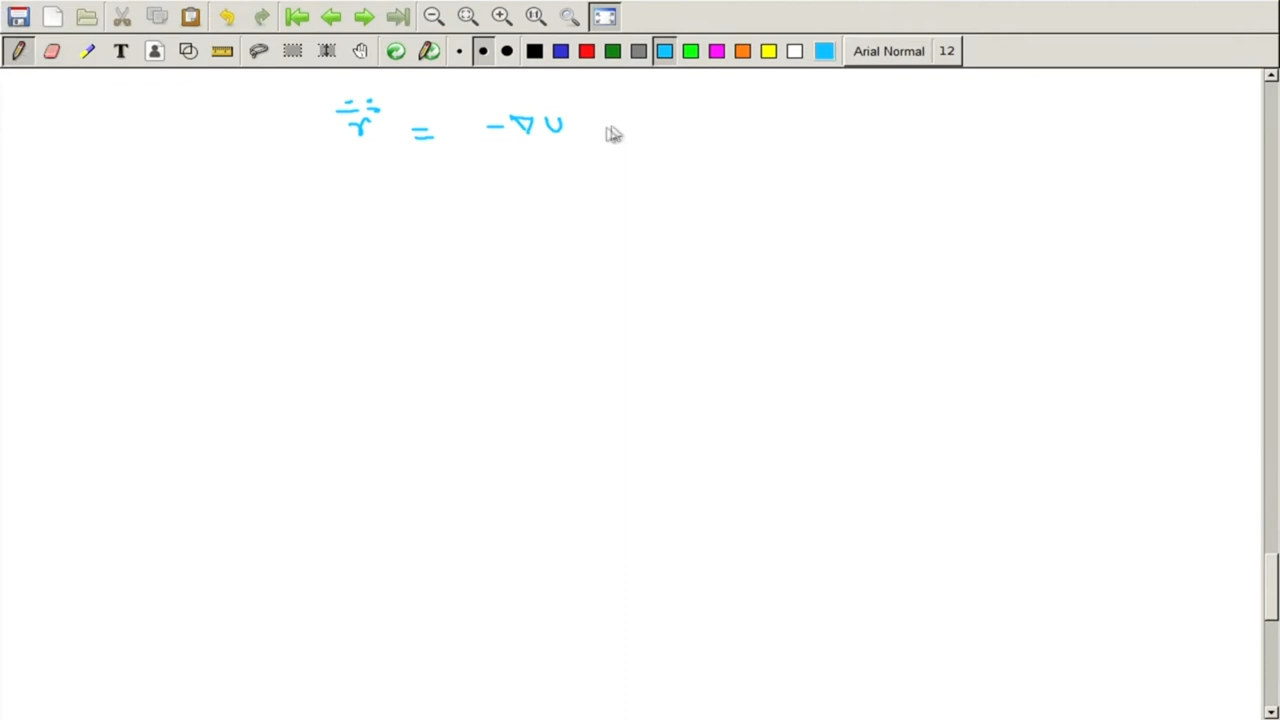 T Arial Normal 12
r̈ = -∇U